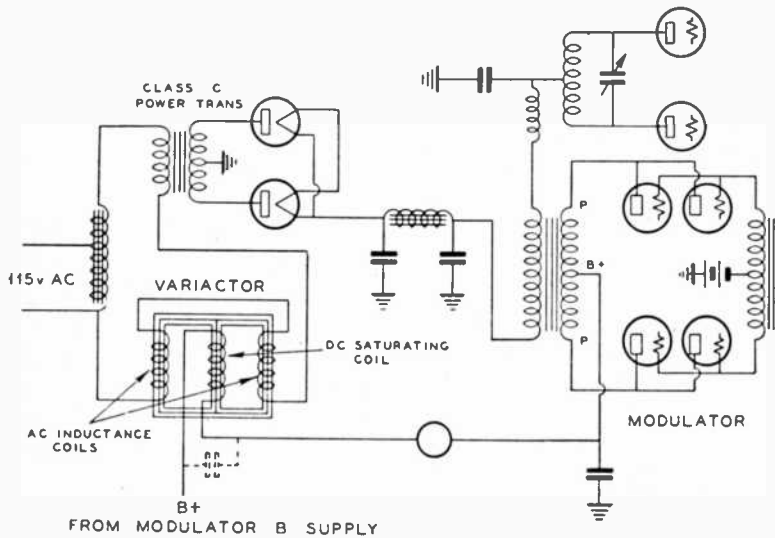 CLASS C
POWER TRANS
115v AC
VARIACTOR
DC SATURATING
COIL
AC INDUCTANCE
COILS
P
B+
P
MODULATOR
B+
FROM MODULATOR B SUPPLY